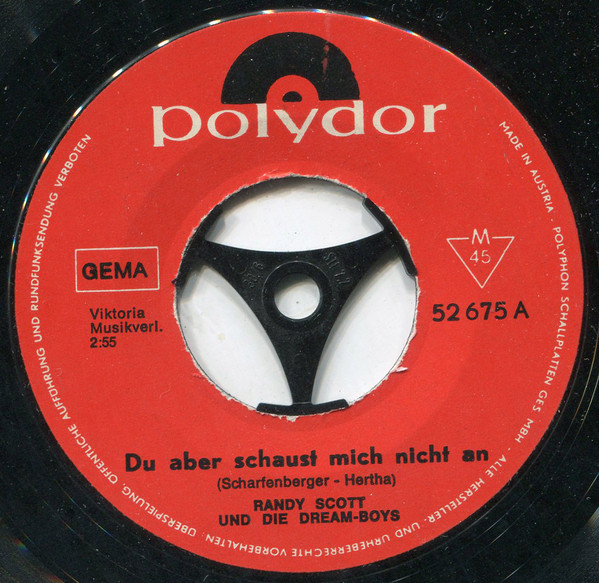 polydor
MADE IN AUSTRIA · POLYPHON SCHALLPLATTEN GES MBH · ALLE HERSTELLER- UND URHEBERRECHTE VORBEHALTEN
ÜBERSPIELUNG, ÖFFENTLICHE AUFFÜHRUNG UND RUNDFUNKSENDUNG VERBOTEN
GEMA
M
45
Viktoria
Musikverl.
2:55
52 675 A
Du aber schaust mich nicht an
(Scharfenberger - Hertha)
RANDY SCOTT
UND DIE DREAM-BOYS